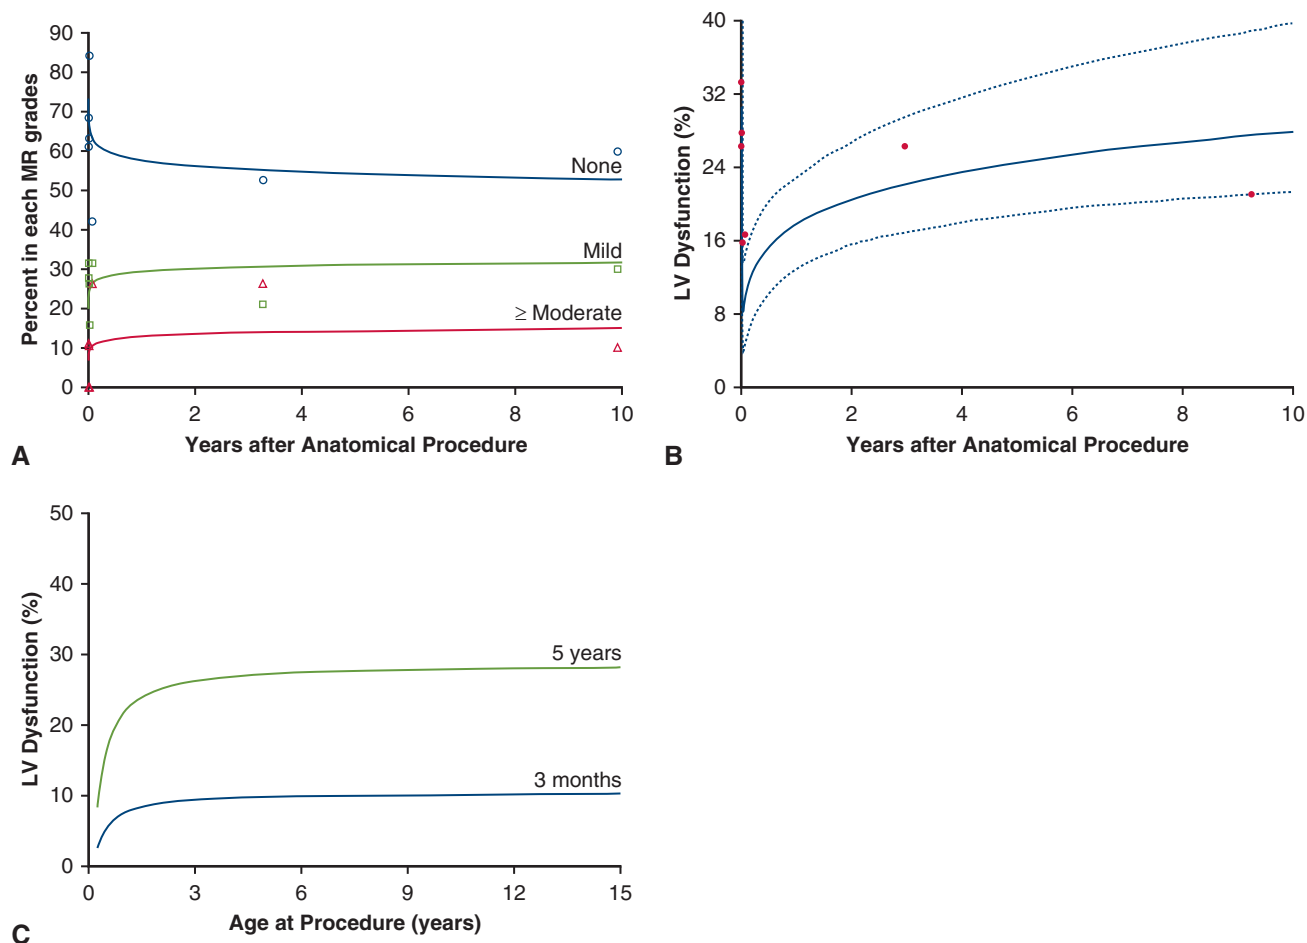 Percent in each MR grades
90
80
70
60
50
40
30
20
10
0
None
Mild
≥ Moderate
0 2 4 6 8 10
Years after Anatomical Procedure
A
LV Dysfunction (%)
40
32
24
16
8
0
0 2 4 6 8 10
Years after Anatomical Procedure
B
LV Dysfunction (%)
50
40
30
20
10
0
5 years
3 months
0 3 6 9 12 15
Age at Procedure (years)
C